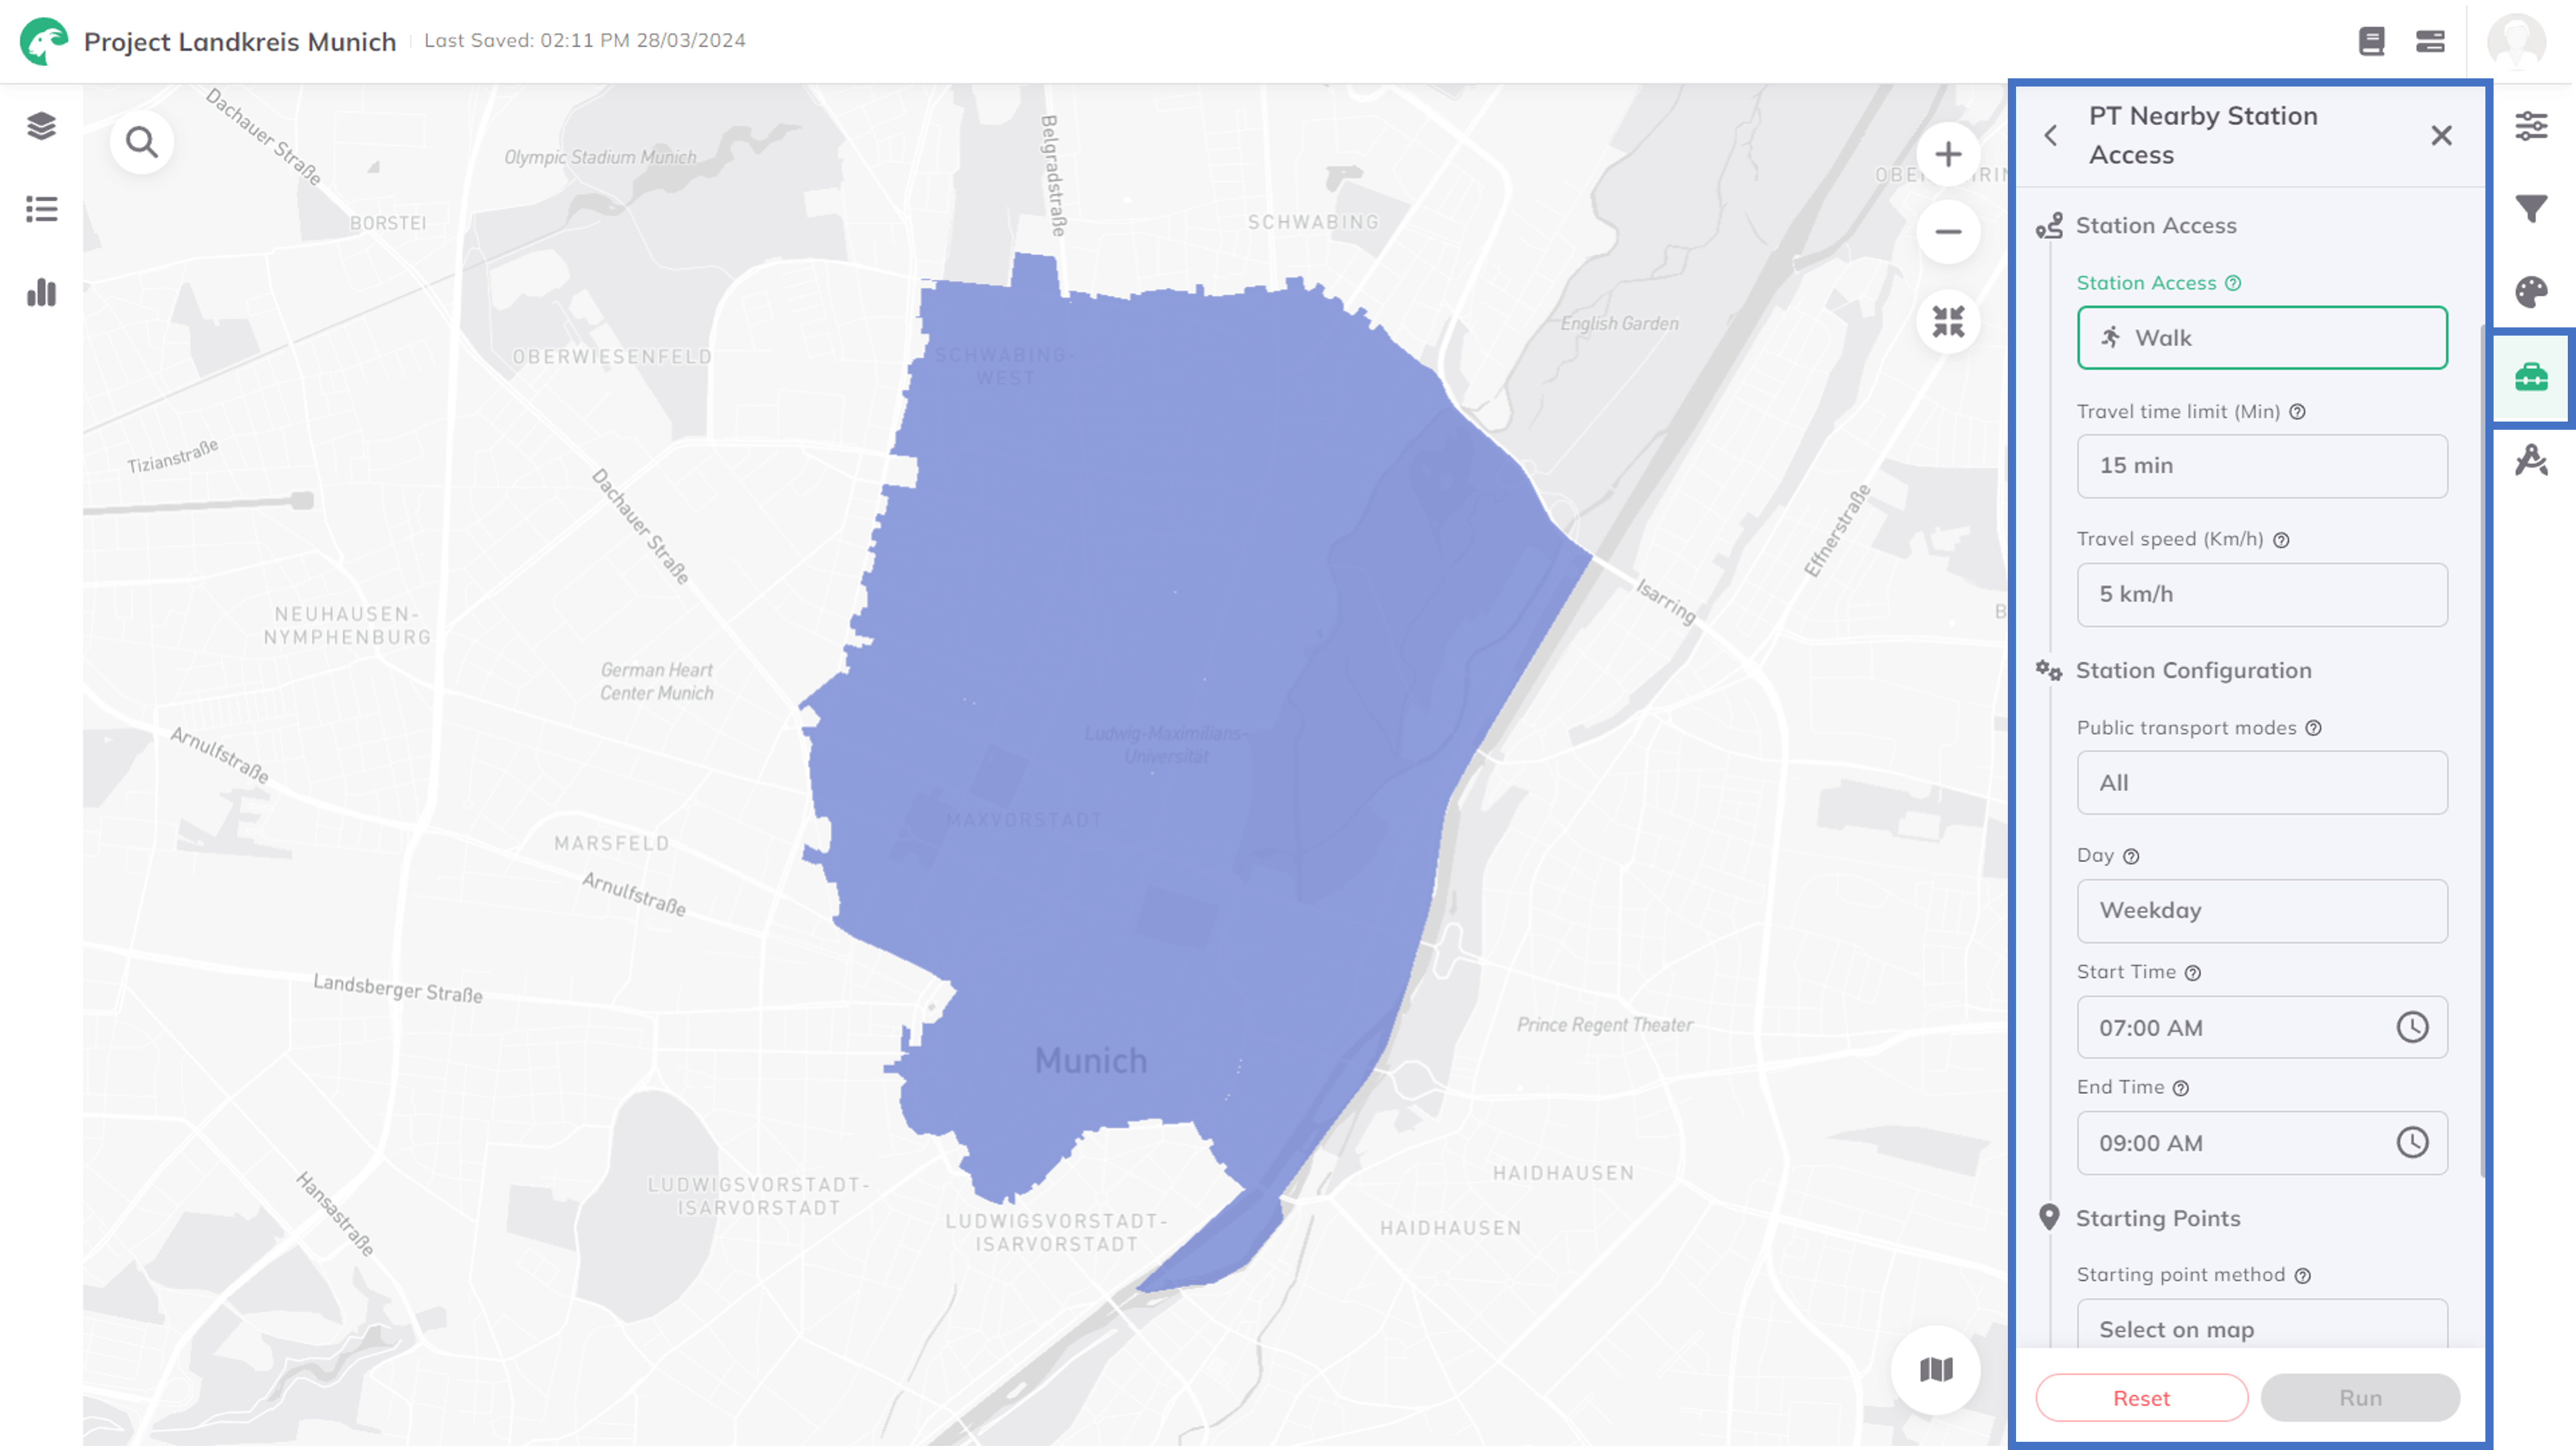 Project Landkreis Munich
Last Saved: 02:11 PM 28/03/2024
Dachauer Straße
Olympic Stadium Munich
Belgradstraße
BORSTEI
SCHWABING
English Garden
OBERWIESENFELD
SCHWABING-
WEST
Tizianstraße
Dachauer Straße
Effnerstraße
Isarring
NEUHAUSEN-
NYMPHENBURG
German Heart
Center Munich
Arnulfstraße
Ludwig-Maximilians-
Universität
MAXVORSTADT
MARSFELD
Arnulfstraße
Landsberger Straße
Prince Regent Theater
Munich
Hansastraße
LUDWIGSVORSTADT-
ISARVORSTADT
LUDWIGSVORSTADT-
ISARVORSTADT
HAIDHAUSEN
HAIDHAUSEN
PT Nearby Station
Access
Station Access
Station Access
Walk
Travel time limit (Min)
15 min
Travel speed (Km/h)
5 km/h
Station Configuration
Public transport modes
All
Day
Weekday
Start Time
07:00 AM
End Time
09:00 AM
Starting Points
Starting point method
Select on map
Reset
Run